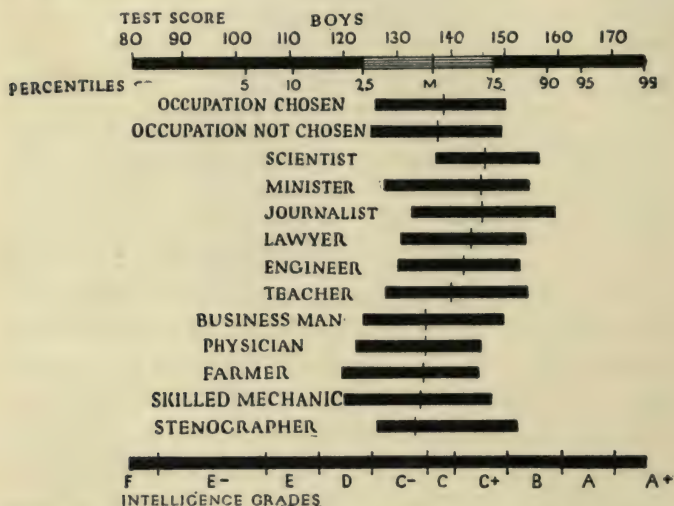 TEST SCORE BOYS
80 90 100 110 120 130 140 150 160 170
PERCENTILES 5 10 25 M 75 90 95 99
OCCUPATION CHOSEN
OCCUPATION NOT CHOSEN
SCIENTIST
MINISTER
JOURNALIST
LAWYER
ENGINEER
TEACHER
BUSINESS MAN
PHYSICIAN
FARMER
SKILLED MECHANIC
STENOGRAPHER
F E- E D C- C C+ B A A+
INTELLIGENCE GRADES